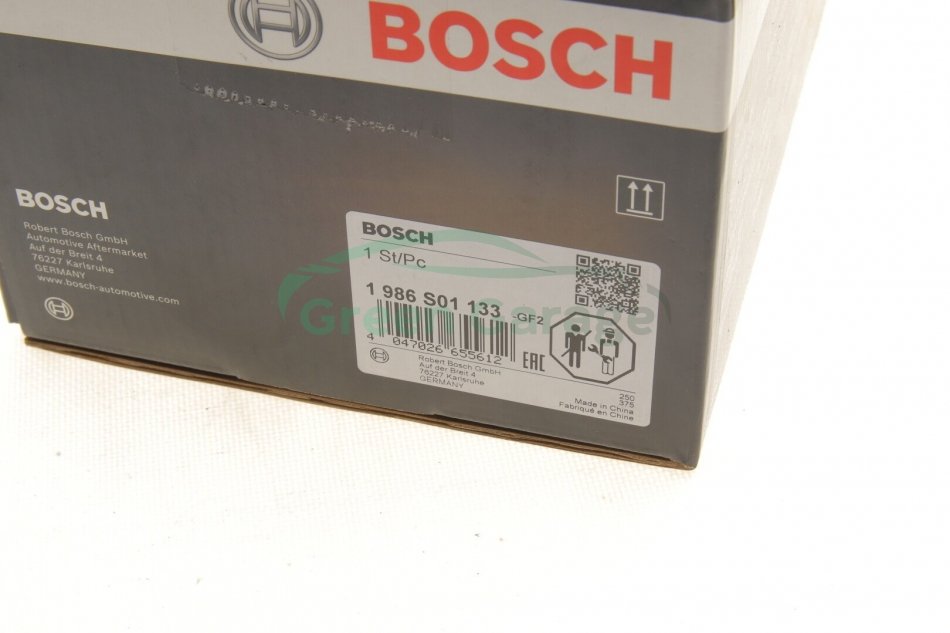 BOSCH
BOSCH
Robert Bosch GmbH
Automotive Aftermarket
Auf der Breit 4
76227 Karlsruhe
GERMANY
www.bosch-automotive.com
BOSCH
1 St/Pc
1 986 S01 133 -GF2
Green Garage
4 047026 655612
EAC
Robert Bosch GmbH
Auf der Breit 4
76227 Karlsruhe
GERMANY
250
375
Made in China
Fabriqué en Chine